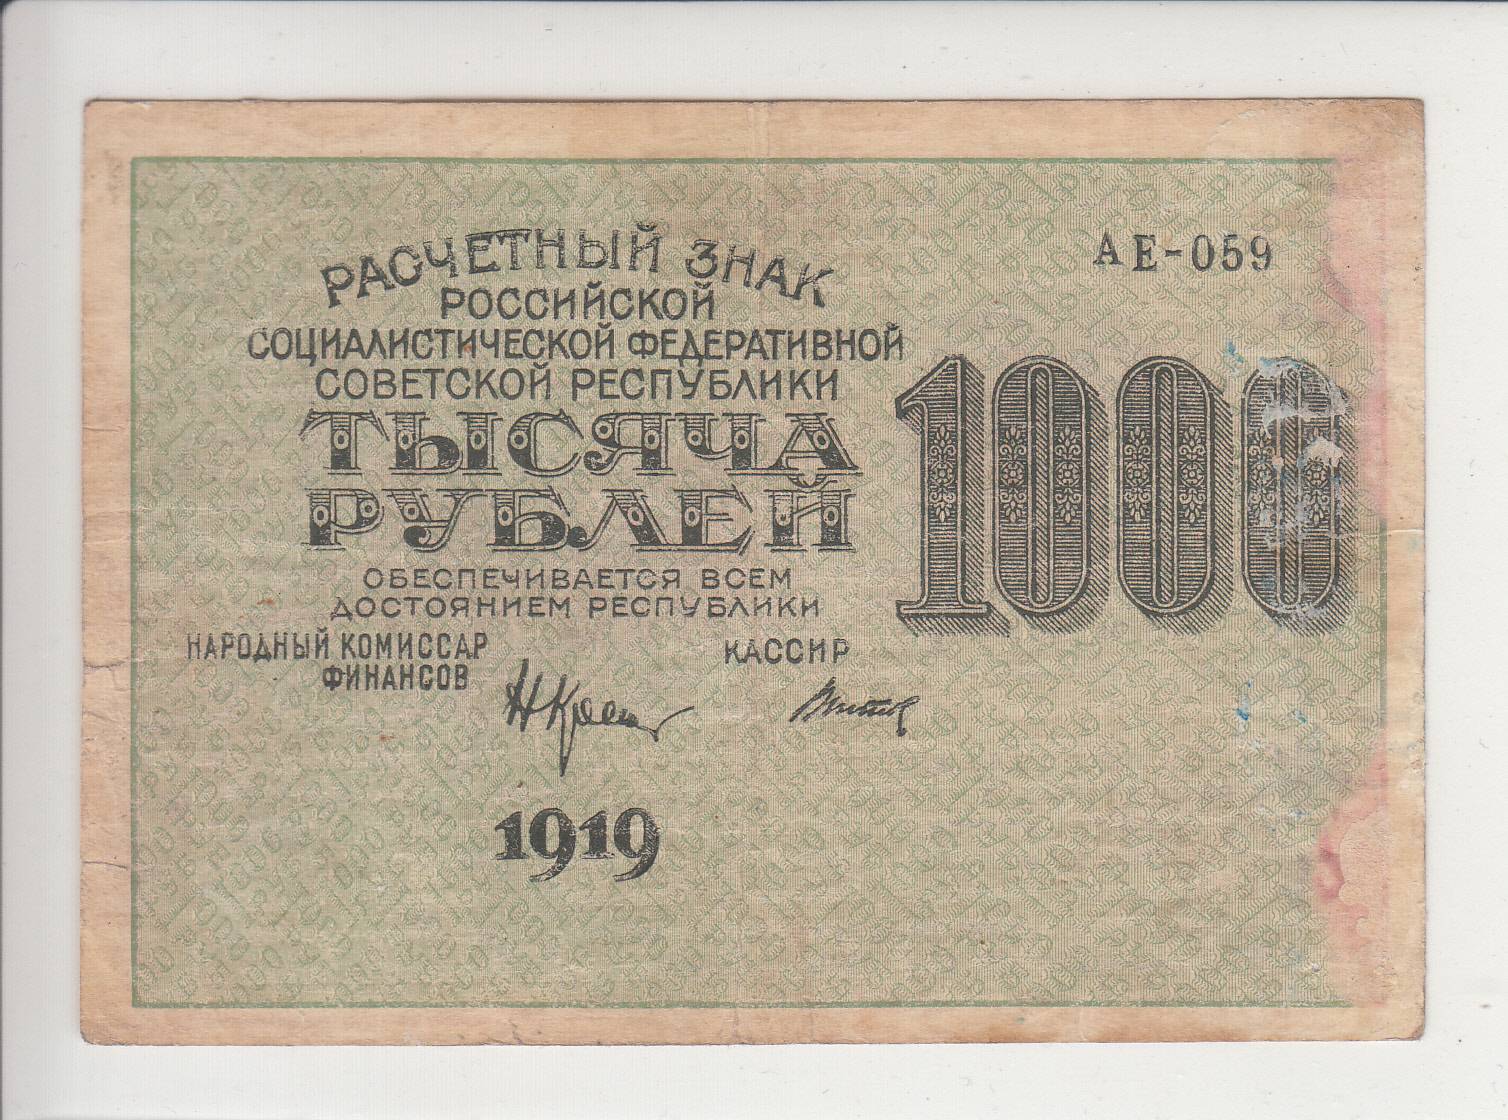 РАСЧЕТНЫЙ ЗНАК
РОССИЙСКОЙ
СОЦИАЛИСТИЧЕСКОЙ ФЕДЕРАТИВНОЙ
СОВЕТСКОЙ РЕСПУБЛИКИ
ТЫСЯЧА
РУБЛЕЙ
ОБЕСПЕЧИВАЕТСЯ ВСЕМ
ДОСТОЯНИЕМ РЕСПУБЛИКИ
НАРОДНЫЙ КОМИССАР
ФИНАНСОВ
КАССИР
1919
АЕ-059
1000